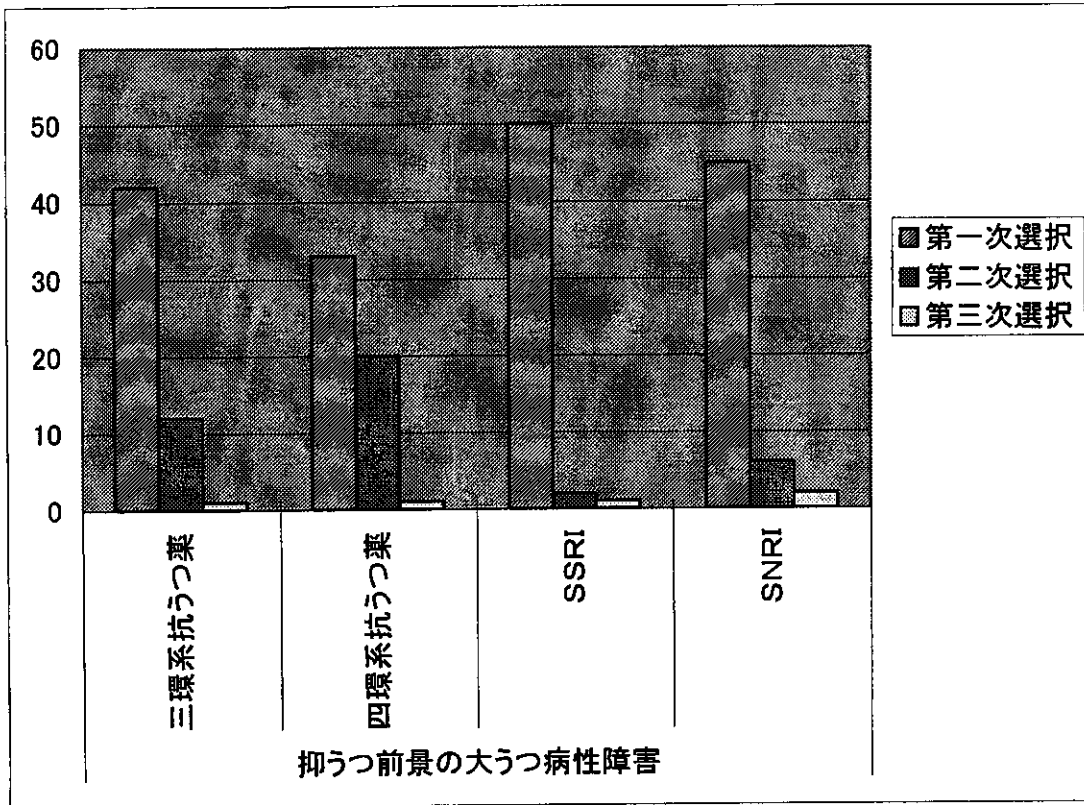 60
50
40
30
20
10
0
第一次選択
第二次選択
第三次選択
三環系抗うつ薬
四環系抗うつ薬
SSRI
SNRI
抑うつ前景の大うつ病性障害